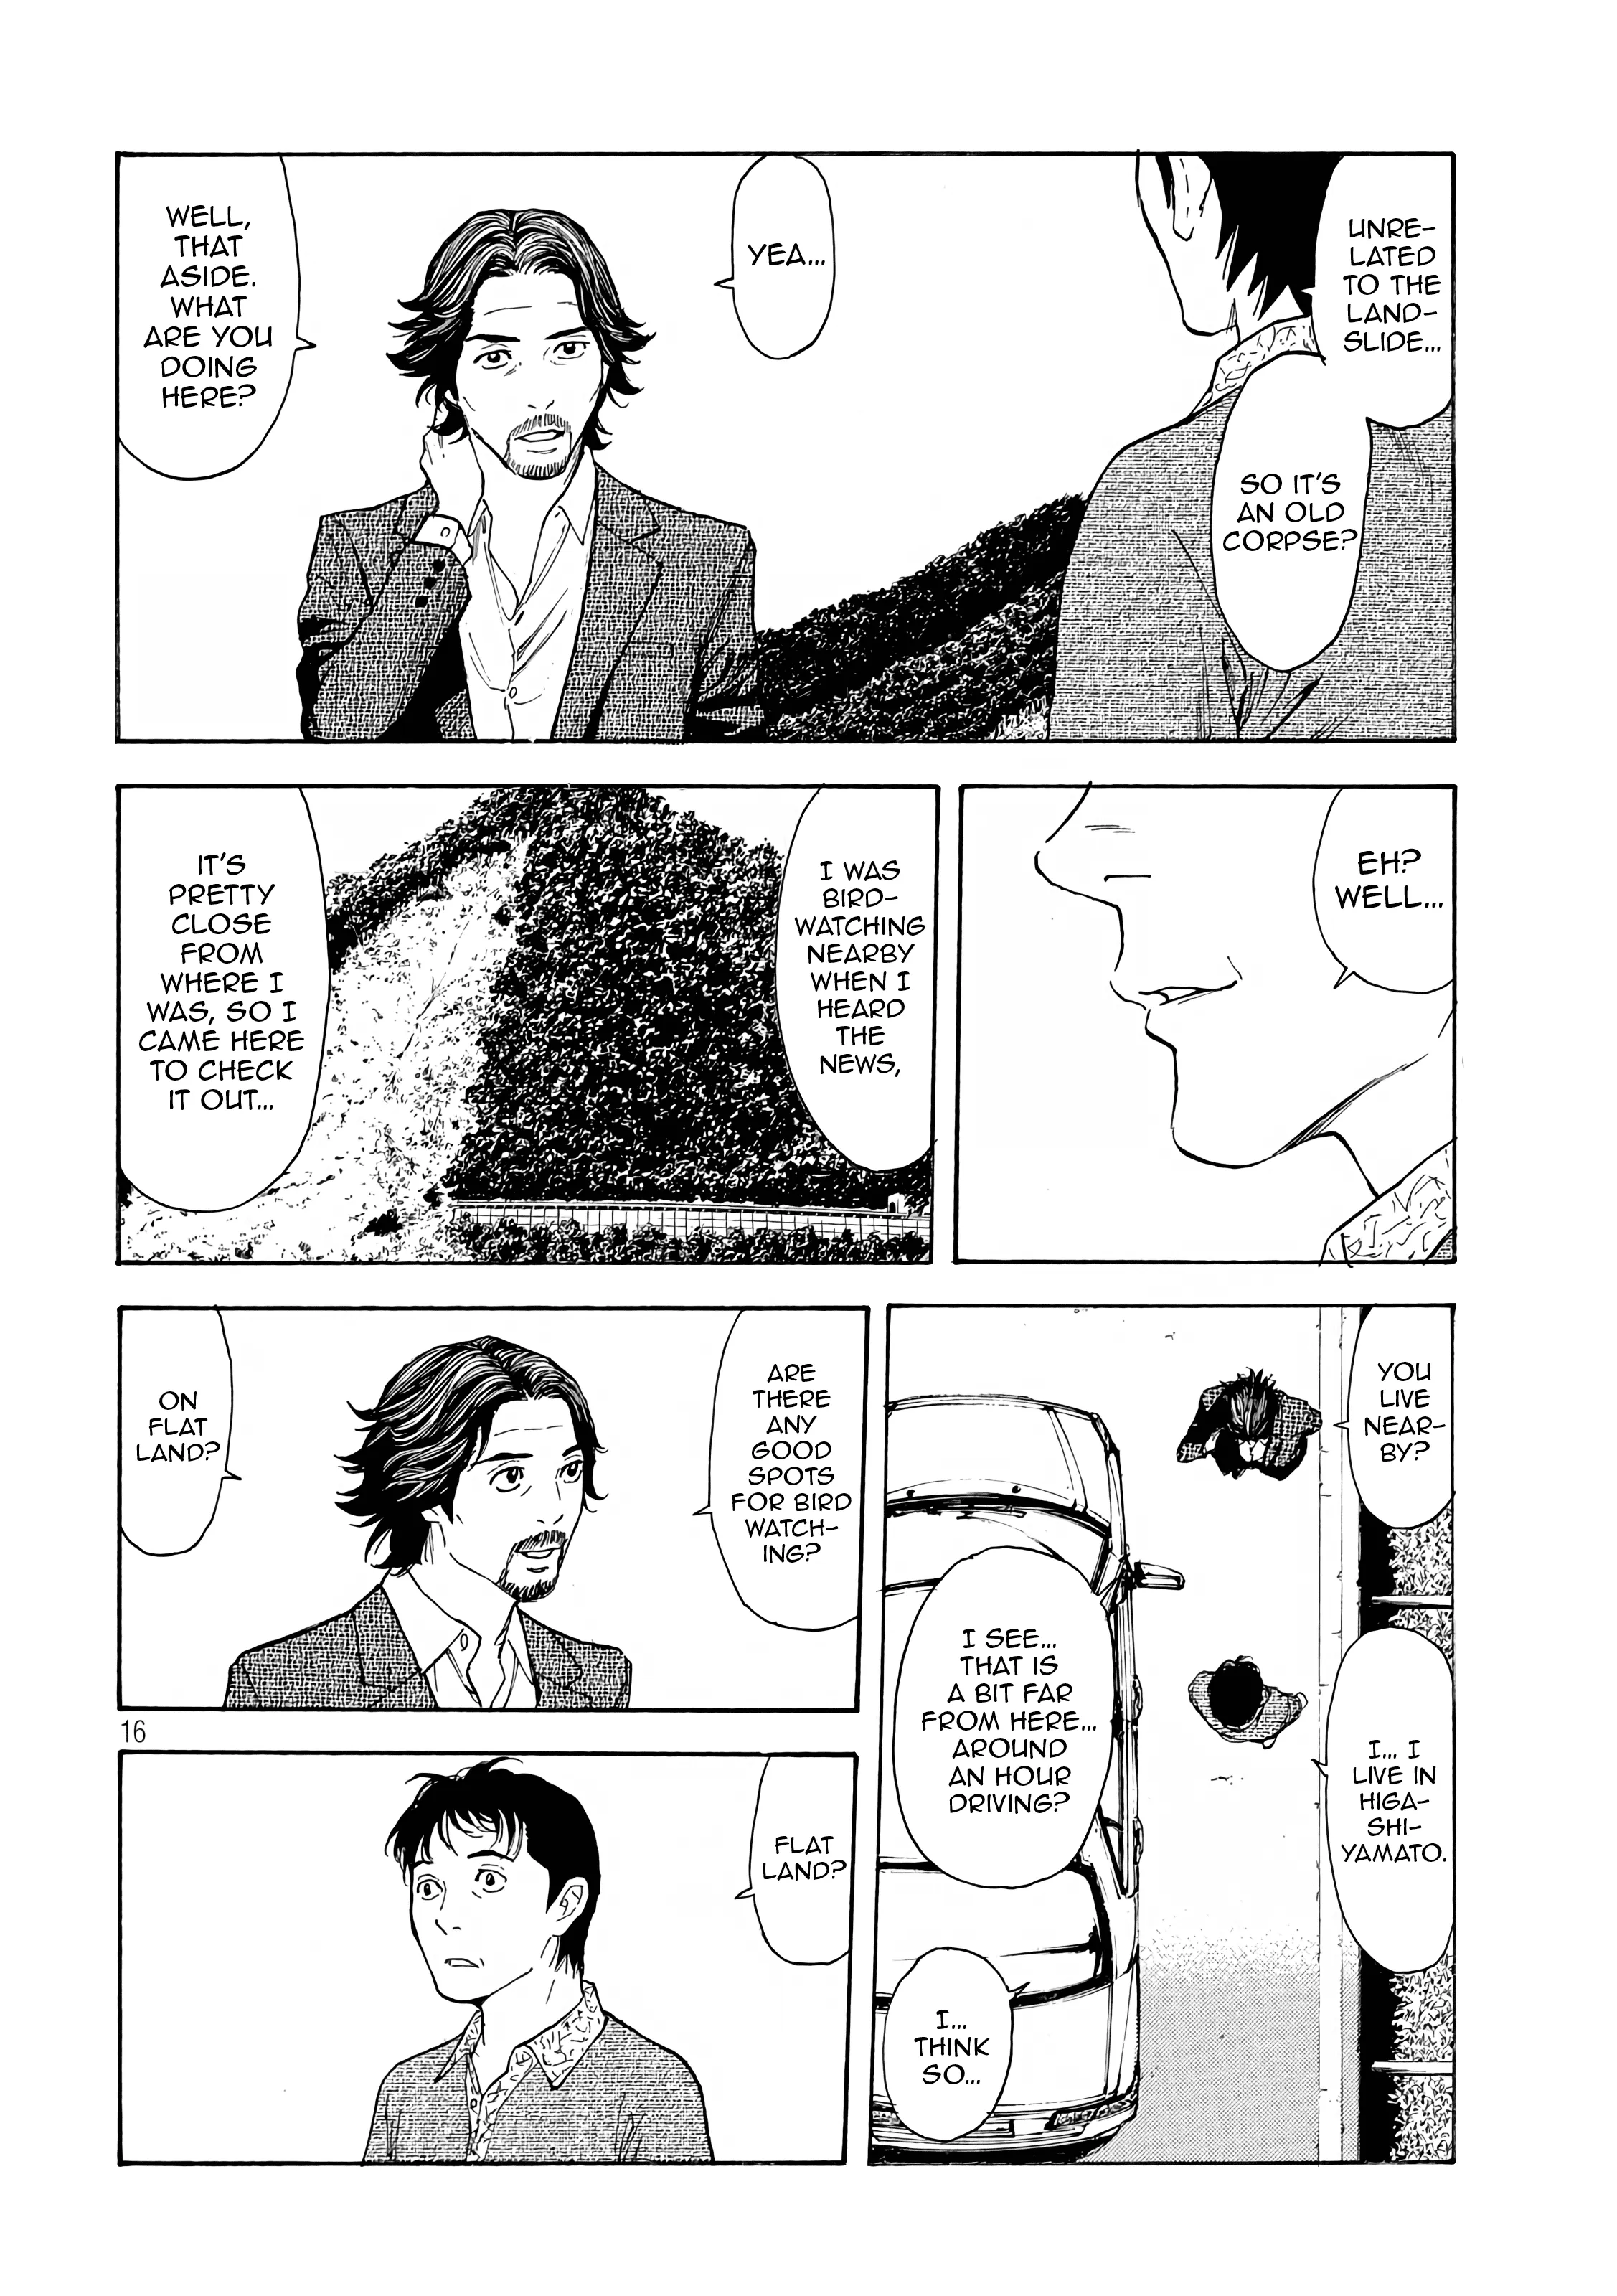 UNRE-
LATED
TO THE
LAND-
SLIDE...
SO IT'S
AN OLD
CORPSE?
YEA...
WELL,
THAT
ASIDE.
WHAT
ARE YOU
DOING
HERE?
EH?
WELL...
I WAS
BIRD-
WATCHING
NEARBY
WHEN I
HEARD
THE
NEWS,
IT'S
PRETTY
CLOSE
FROM
WHERE I
WAS, SO I
CAME HERE
TO CHECK
IT OUT...
YOU
LIVE
NEAR-
BY?
I... I
LIVE IN
HIGA-
SHI-
YAMATO.
I SEE...
THAT IS
A BIT FAR
FROM HERE...
AROUND
AN HOUR
DRIVING?
I...
THINK
SO...
ARE
THERE
ANY
GOOD
SPOTS
FOR BIRD
WATCH-
ING?
ON
FLAT
LAND?
FLAT
LAND?
16